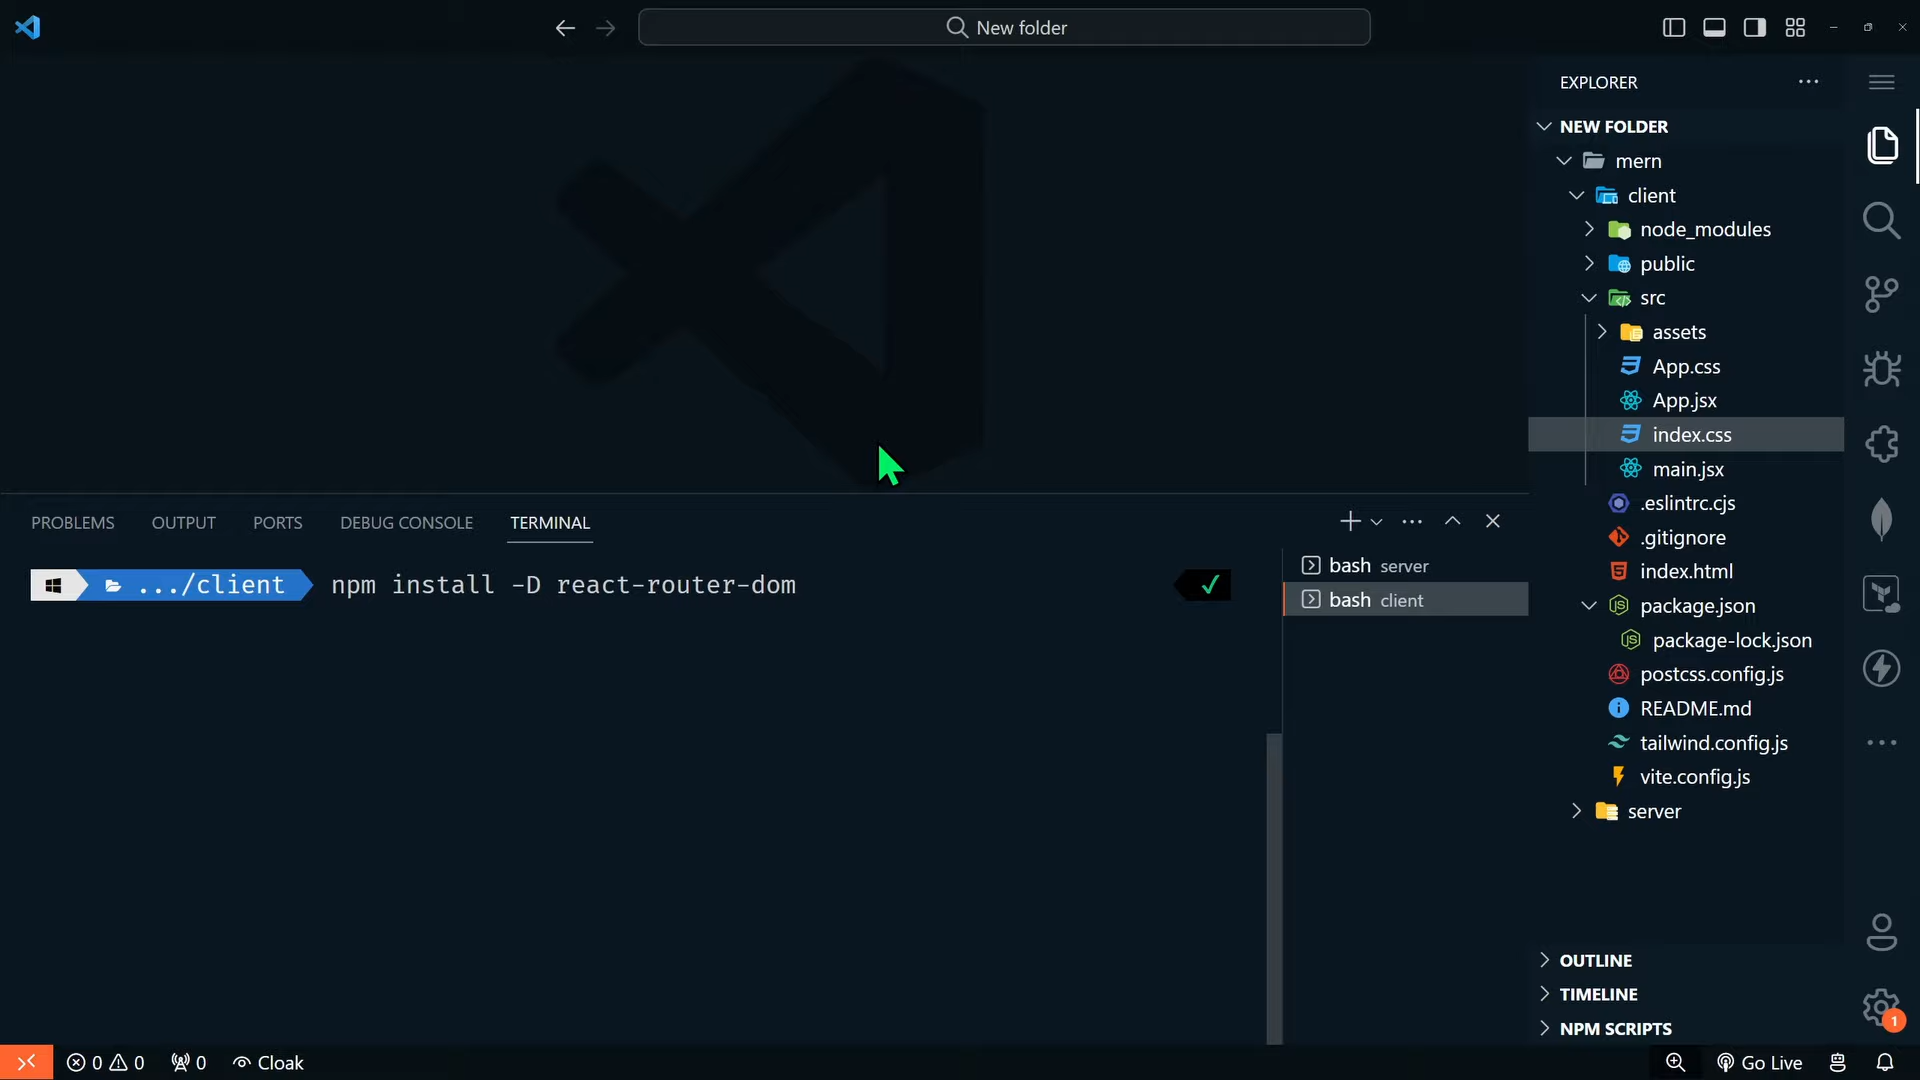 New folder
EXPLORER
NEW FOLDER
mern
client
node_modules
public
src
assets
App.css
App.jsx
index.css
main.jsx
.eslintrc.cjs
.gitignore
index.html
package.json
package-lock.json
postcss.config.js
README.md
tailwind.config.js
vite.config.js
server
OUTLINE
TIMELINE
NPM SCRIPTS
PROBLEMS OUTPUT PORTS DEBUG CONSOLE TERMINAL
.../client npm install -D react-router-dom
bash server
bash client
1
0 0 0 Cloak
Go Live